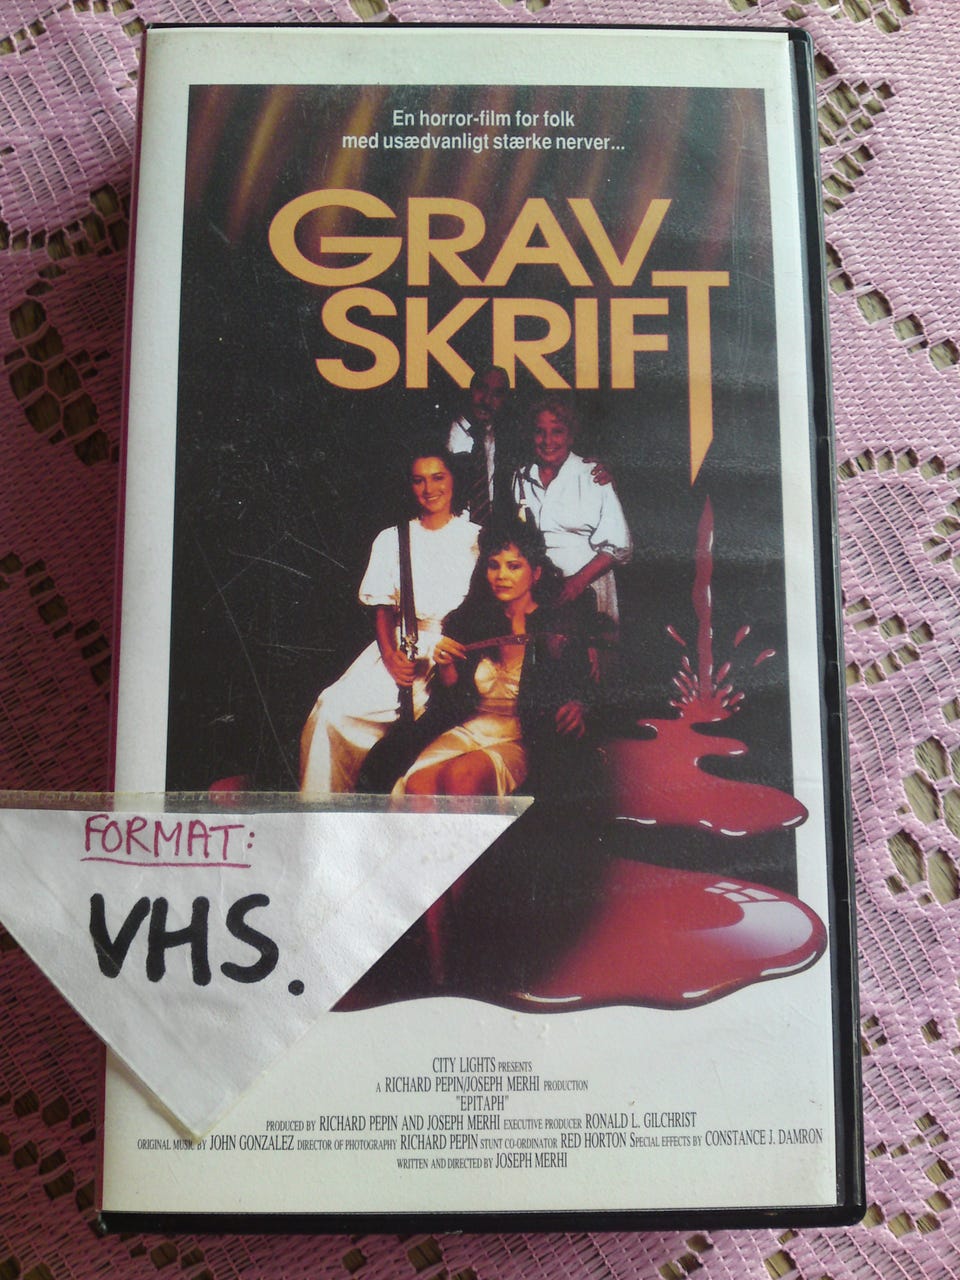 En horror-film for folk
med usædvanligt stærke nerver...
GRAV
SKRIFT
FORMAT:
VHS.
CITY LIGHTS PRESENTS
A RICHARD PEPIN/JOSEPH MERHI PRODUCTION
"EPITAPH"
PRODUCED BY RICHARD PEPIN AND JOSEPH MERHI EXECUTIVE PRODUCER RONALD L. GILCHRIST
ORIGINAL MUSIC BY JOHN GONZALEZ DIRECTOR OF PHOTOGRAPHY RICHARD PEPIN STUNT CO-ORDINATOR RED HORTON SPECIAL EFFECTS BY CONSTANCE J. DAMRON
WRITTEN AND DIRECTED BY JOSEPH MERHI